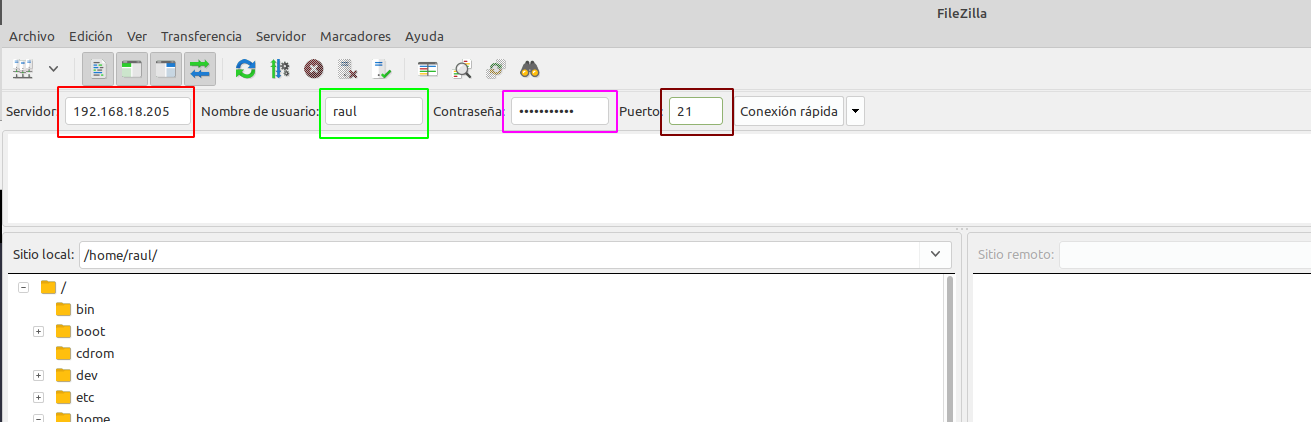 FileZilla
Archivo Edición Ver Transferencia Servidor Marcadores Ayuda
Servidor: 192.168.18.205 Nombre de usuario: raul Contraseña: ••••••••••• Puerto: 21 Conexión rápida
Sitio local: /home/raul/ Sitio remoto:
/
bin
boot
cdrom
dev
etc
home